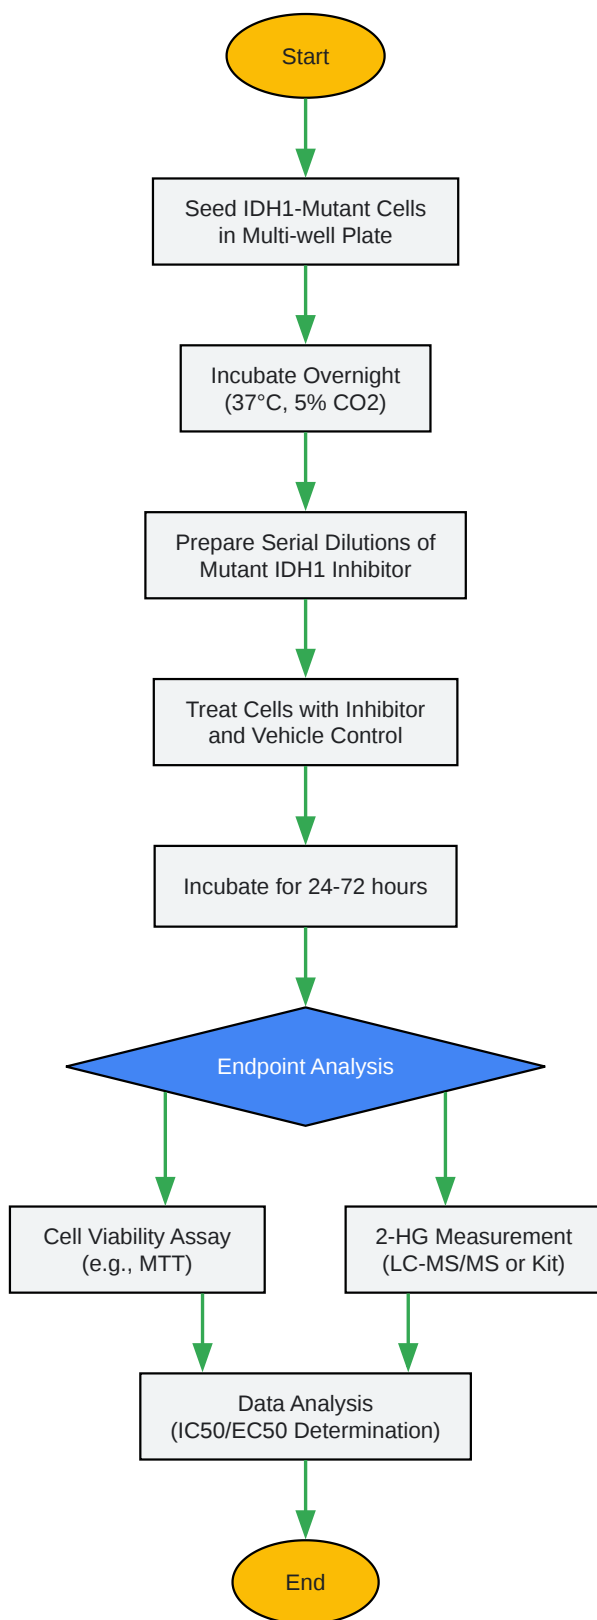 Start
Seed IDH1-Mutant Cells
in Multi-well Plate
Incubate Overnight
(37°C, 5% CO2)
Prepare Serial Dilutions of
Mutant IDH1 Inhibitor
Treat Cells with Inhibitor
and Vehicle Control
Incubate for 24-72 hours
Endpoint Analysis
Cell Viability Assay
(e.g., MTT)
2-HG Measurement
(LC-MS/MS or Kit)
Data Analysis
(IC50/EC50 Determination)
End